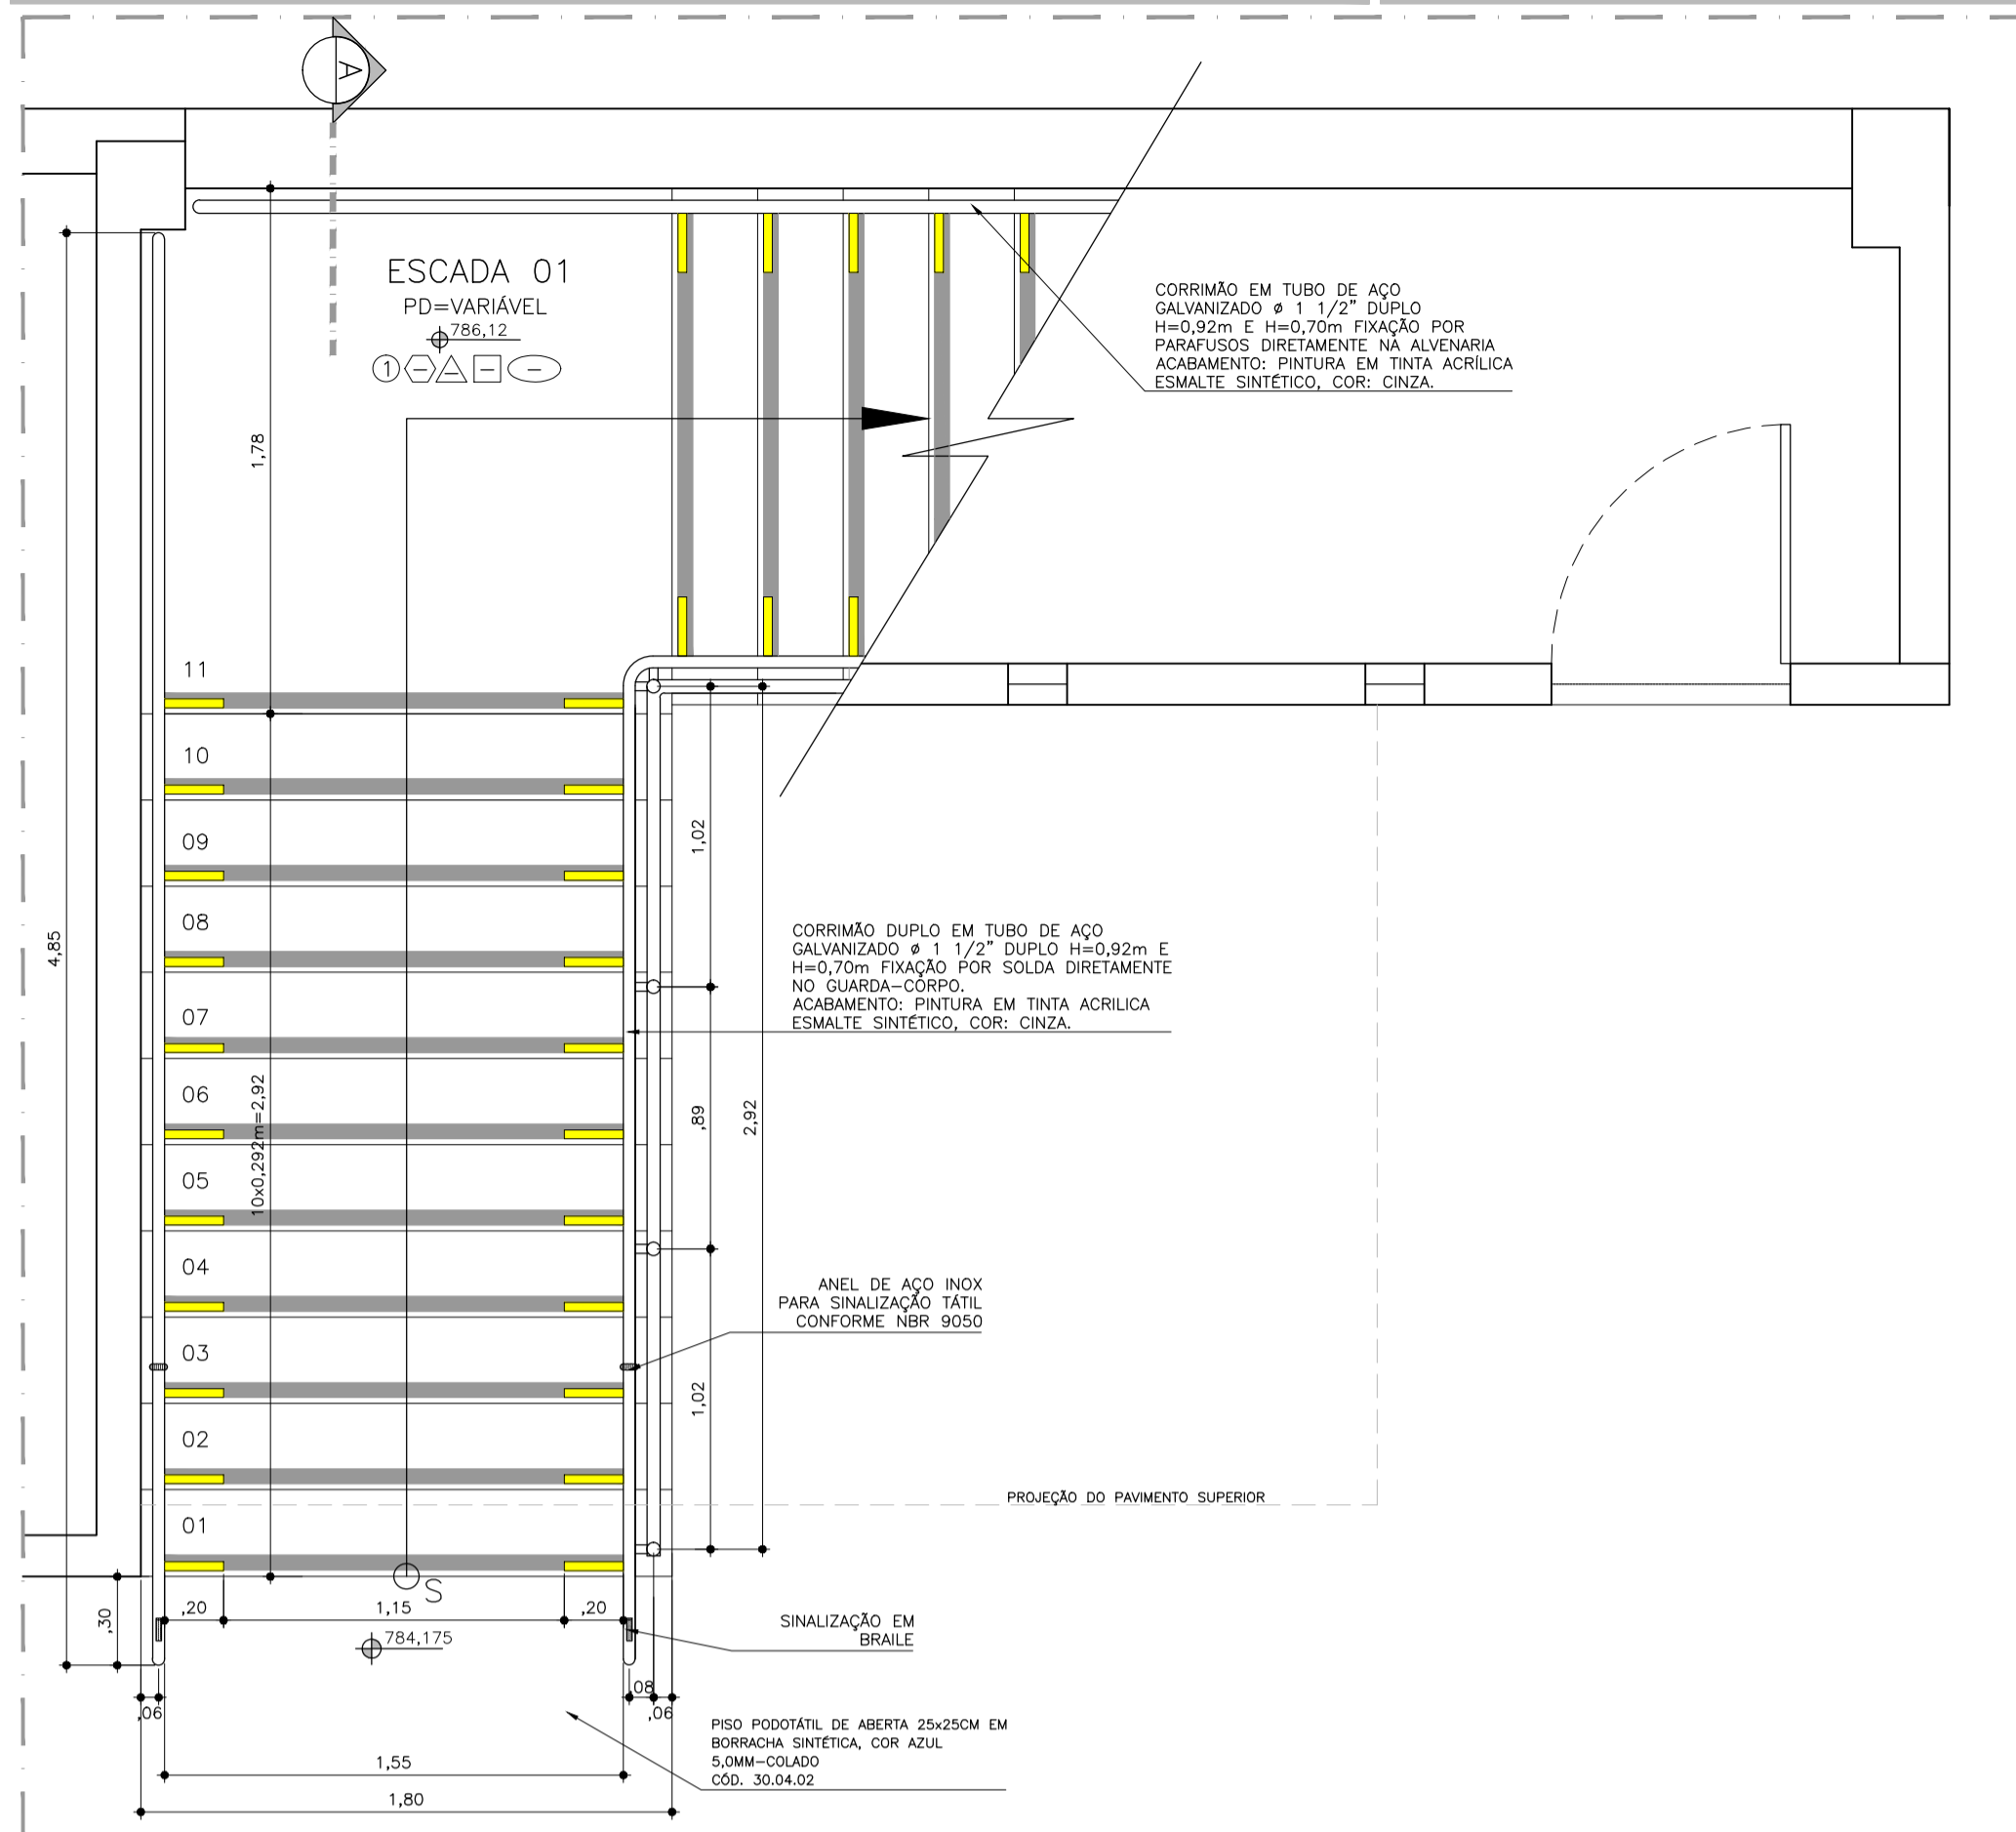 A
ESCADA 01
PD=VARIÁVEL
786,12
1 - - - -
CORRIMÃO EM TUBO DE AÇO
GALVANIZADO ø 1 1/2" DUPLO
H=0,92m E H=0,70m FIXAÇÃO POR
PARAFUSOS DIRETAMENTE NA ALVENARIA
ACABAMENTO: PINTURA EM TINTA ACRÍLICA
ESMALTE SINTÉTICO, COR: CINZA.
1,78
11
10
09
08
07
06
05
04
03
02
01
4,85
10x0,292m=2,92
1,02
,89
2,92
1,02
CORRIMÃO DUPLO EM TUBO DE AÇO
GALVANIZADO ø 1 1/2" DUPLO H=0,92m E
H=0,70m FIXAÇÃO POR SOLDA DIRETAMENTE
NO GUARDA-CORPO.
ACABAMENTO: PINTURA EM TINTA ACRILICA
ESMALTE SINTÉTICO, COR: CINZA.
ANEL DE AÇO INOX
PARA SINALIZAÇÃO TÁTIL
CONFORME NBR 9050
PROJEÇÃO DO PAVIMENTO SUPERIOR
S
,30
,20
1,15
,20
784,175
SINALIZAÇÃO EM
BRAILE
,06
,08
,06
PISO PODOTÁTIL DE ABERTA 25x25CM EM
BORRACHA SINTÉTICA, COR AZUL
5,0MM-COLADO
CÓD. 30.04.02
1,55
1,80